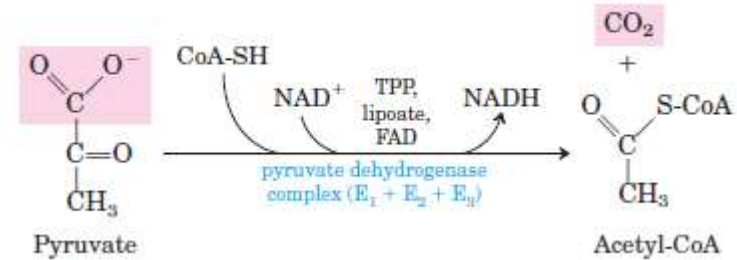 O
O⁻
C
C=O
CH₃
Pyruvate
CoA-SH
NAD⁺
TPP,
lipoate,
FAD
NADH
pyruvate dehydrogenase
complex (E₁ + E₂ + E₃)
CO₂
+
O
S-CoA
C
CH₃
Acetyl-CoA